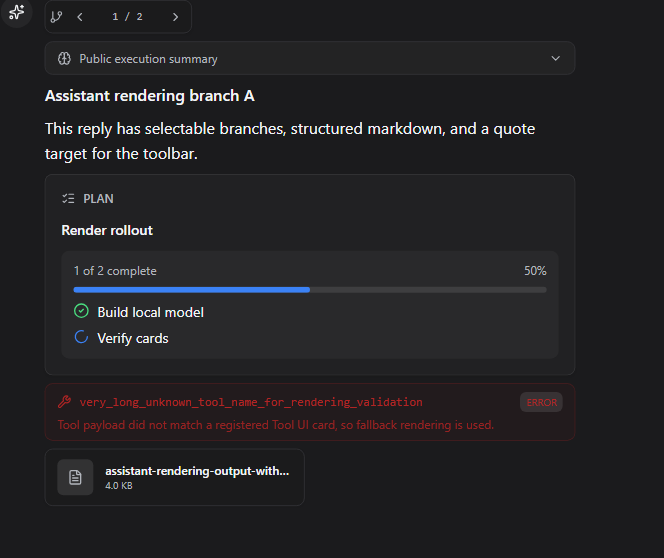 1 / 2
Public execution summary
Assistant rendering branch A
This reply has selectable branches, structured markdown, and a quote
target for the toolbar.
PLAN
Render rollout
1 of 2 complete 50%
Build local model
Verify cards
very_long_unknown_tool_name_for_rendering_validation ERROR
Tool payload did not match a registered Tool UI card, so fallback rendering is used.
assistant-rendering-output-with...
4.0 KB